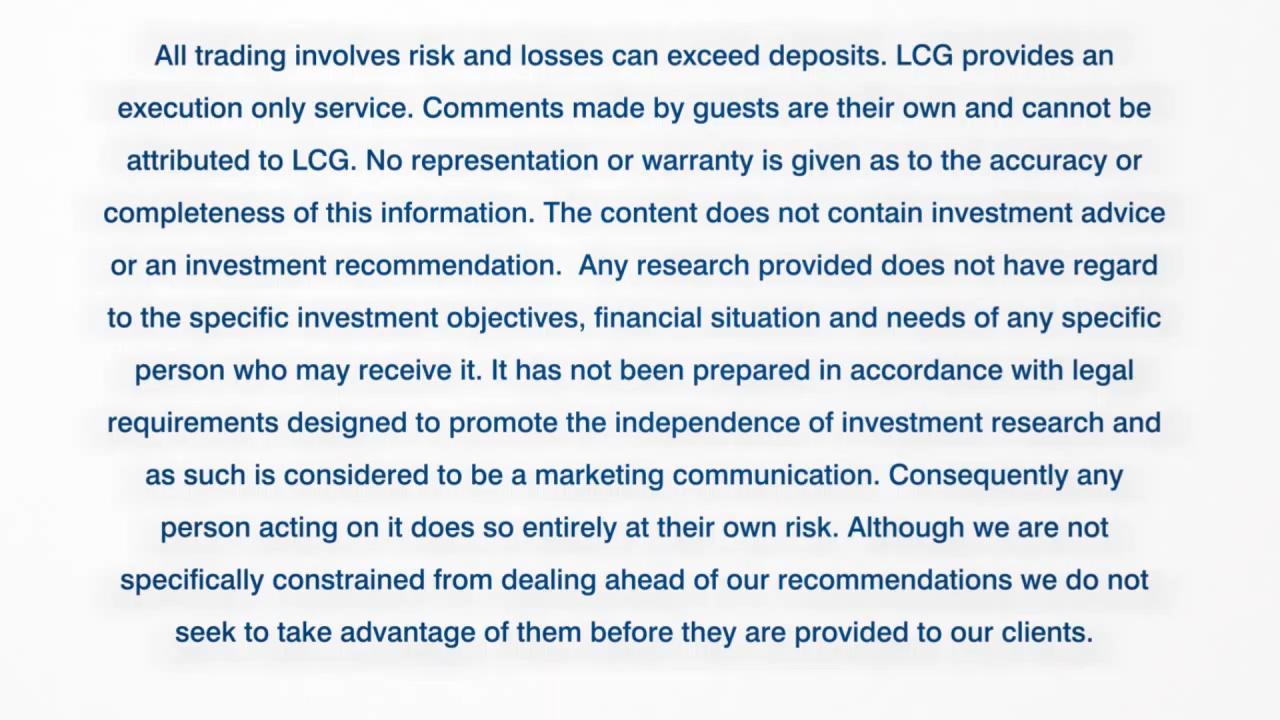 All trading involves risk and losses can exceed deposits. LCG provides an
execution only service. Comments made by guests are their own and cannot be
attributed to LCG. No representation or warranty is given as to the accuracy or
completeness of this information. The content does not contain investment advice
or an investment recommendation.  Any research provided does not have regard
to the specific investment objectives, financial situation and needs of any specific
person who may receive it. It has not been prepared in accordance with legal
requirements designed to promote the independence of investment research and
as such is considered to be a marketing communication. Consequently any
person acting on it does so entirely at their own risk. Although we are not
specifically constrained from dealing ahead of our recommendations we do not
seek to take advantage of them before they are provided to our clients.